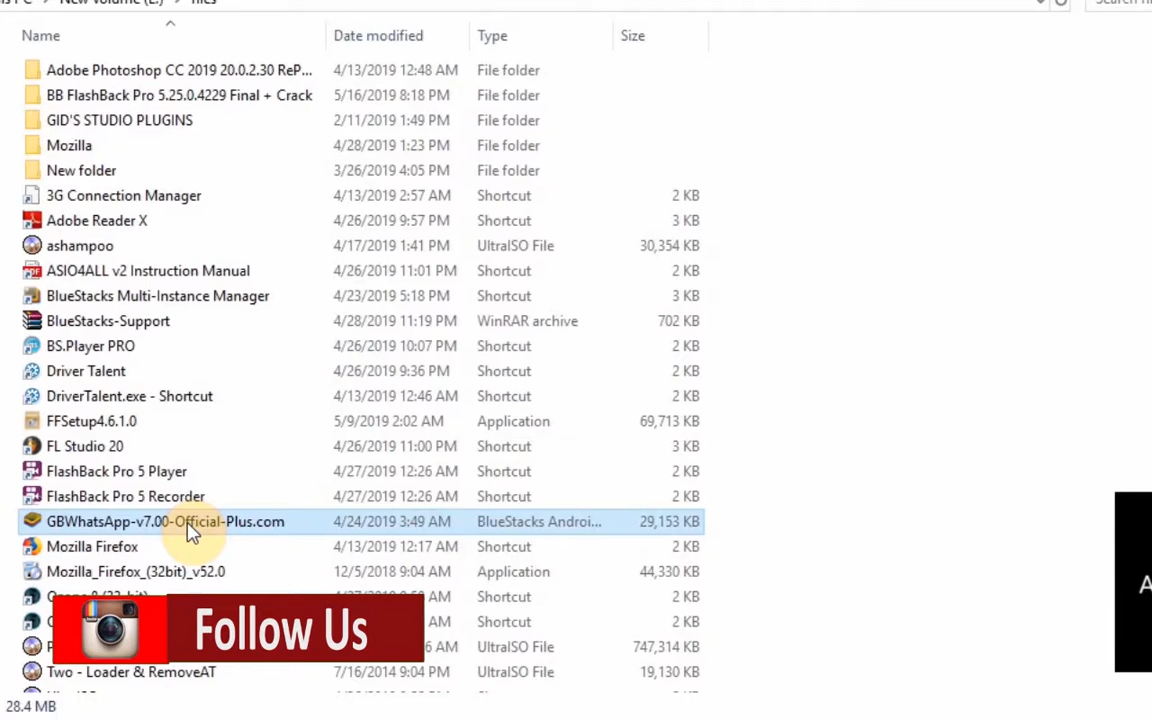 New Volume (E:) > files
Name Date modified Type Size
Adobe Photoshop CC 2019 20.0.2.30 ReP... 4/13/2019 12:48 AM File folder
BB FlashBack Pro 5.25.0.4229 Final + Crack 5/16/2019 8:18 PM File folder
GID'S STUDIO PLUGINS 2/11/2019 1:49 PM File folder
Mozilla 4/28/2019 1:23 PM File folder
New folder 3/26/2019 4:05 PM File folder
3G Connection Manager 4/13/2019 2:57 AM Shortcut 2 KB
Adobe Reader X 4/26/2019 9:57 PM Shortcut 3 KB
ashampoo 4/17/2019 1:41 PM UltraISO File 30,354 KB
ASIO4ALL v2 Instruction Manual 4/26/2019 11:01 PM Shortcut 2 KB
BlueStacks Multi-Instance Manager 4/23/2019 5:18 PM Shortcut 3 KB
BlueStacks-Support 4/28/2019 11:19 PM WinRAR archive 702 KB
BS.Player PRO 4/26/2019 10:07 PM Shortcut 2 KB
Driver Talent 4/26/2019 9:36 PM Shortcut 2 KB
DriverTalent.exe - Shortcut 4/13/2019 12:46 AM Shortcut 2 KB
FFSetup4.6.1.0 5/9/2019 2:02 AM Application 69,713 KB
FL Studio 20 4/26/2019 11:00 PM Shortcut 3 KB
FlashBack Pro 5 Player 4/27/2019 12:26 AM Shortcut 2 KB
FlashBack Pro 5 Recorder 4/27/2019 12:26 AM Shortcut 2 KB
GBWhatsApp-v7.00-Official-Plus.com 4/24/2019 3:49 AM BlueStacks Androi... 29,153 KB
Mozilla Firefox 4/13/2019 12:17 AM Shortcut 2 KB
Mozilla_Firefox_(32bit)_v52.0 12/5/2018 9:04 AM Application 44,330 KB
Shortcut 2 KB
Shortcut 2 KB
AM UltraISO File 747,314 KB
Follow Us
Two - Loader & RemoveAT 7/16/2014 9:04 PM UltraISO File 19,130 KB
28.4 MB